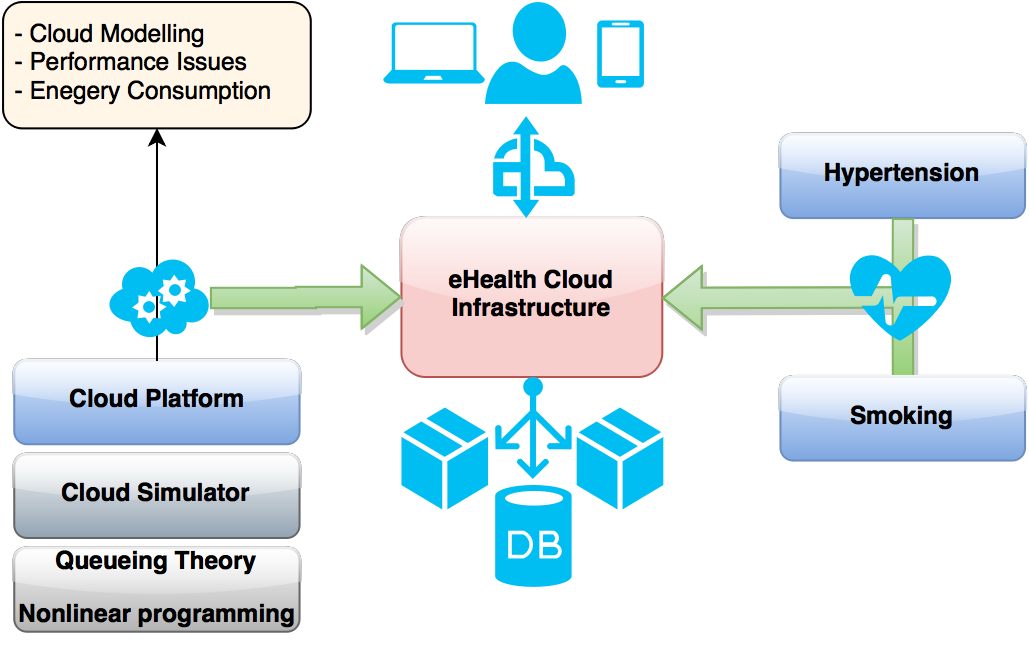 - Cloud Modelling
- Performance Issues
- Enegery Consumption
Hypertension
eHealth Cloud
Infrastructure
Cloud Platform
Smoking
Cloud Simulator
DB
Queueing Theory
Nonlinear programming